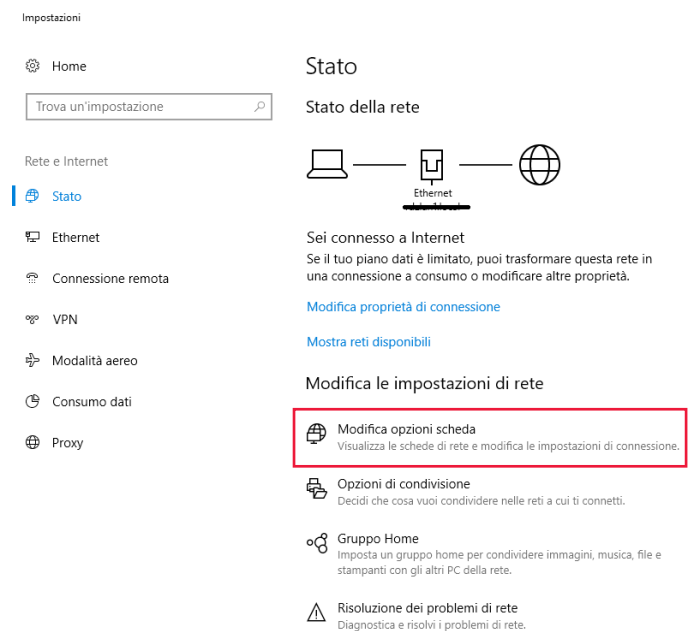 Impostazioni
Home
Trova un'impostazione
Rete e Internet
Stato
Ethernet
Connessione remota
VPN
Modalità aereo
Consumo dati
Proxy
Stato
Stato della rete
Ethernet
Sei connesso a Internet
Se il tuo piano dati è limitato, puoi trasformare questa rete in
una connessione a consumo o modificare altre proprietà.
Modifica proprietà di connessione
Mostra reti disponibili
Modifica le impostazioni di rete
Modifica opzioni scheda
Visualizza le schede di rete e modifica le impostazioni di connessione.
Opzioni di condivisione
Decidi che cosa vuoi condividere nelle reti a cui ti connetti.
Gruppo Home
Imposta un gruppo home per condividere immagini, musica, file e
stampanti con gli altri PC della rete.
Risoluzione dei problemi di rete
Diagnostica e risolvi i problemi di rete.